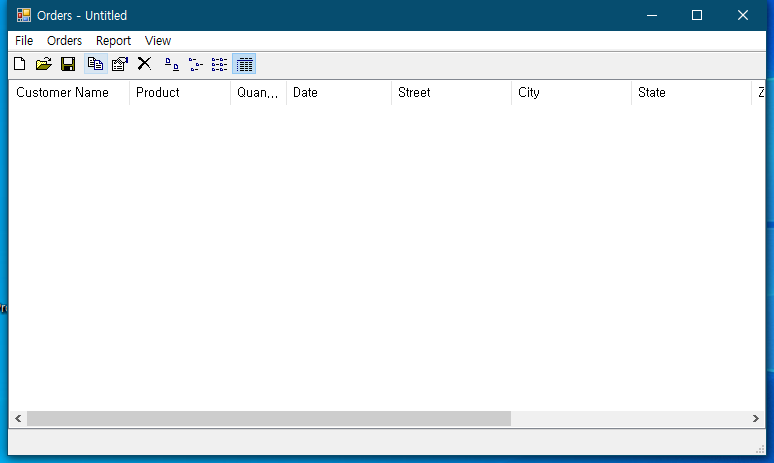 Orders - Untitled
File Orders Report View
Customer Name Product Quan... Date Street City State